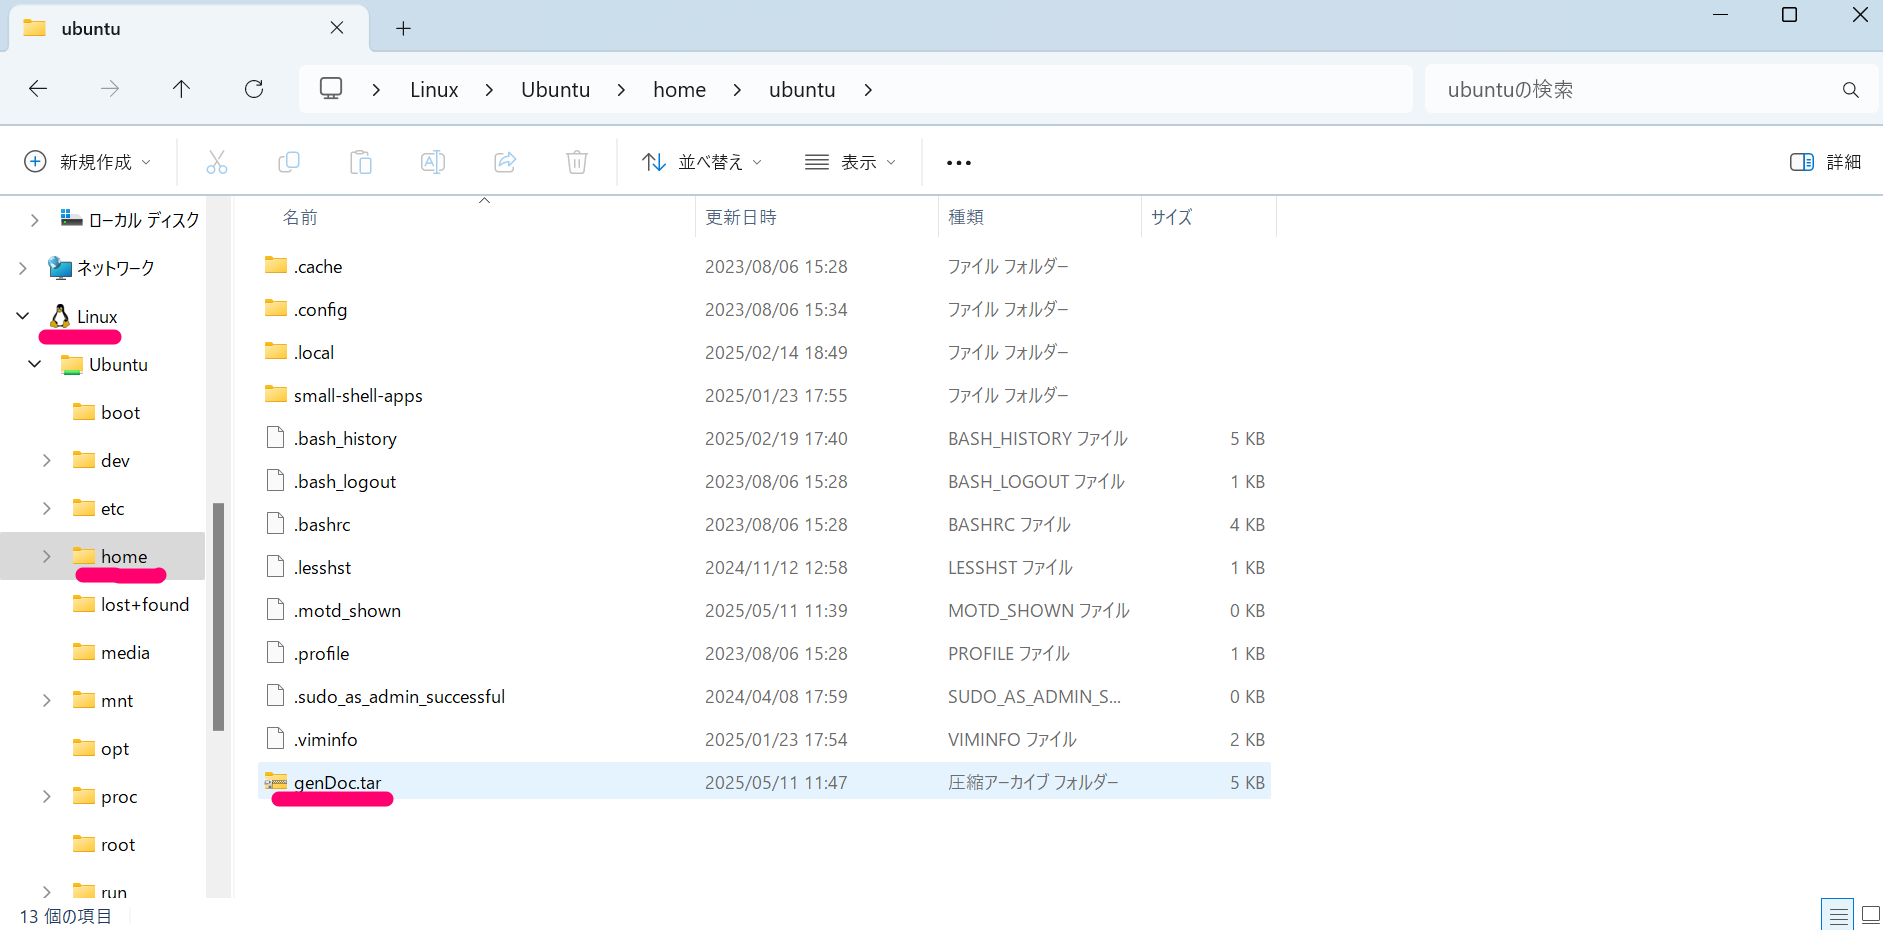 ubuntu
Linux > Ubuntu > home > ubuntu >
ubuntuの検索
新規作成
並べ替え
表示
詳細
ローカル ディスク
ネットワーク
Linux
Ubuntu
boot
dev
etc
home
lost+found
media
mnt
opt
proc
root
run
名前 更新日時 種類 サイズ
.cache 2023/08/06 15:28 ファイル フォルダー
.config 2023/08/06 15:34 ファイル フォルダー
.local 2025/02/14 18:49 ファイル フォルダー
small-shell-apps 2025/01/23 17:55 ファイル フォルダー
.bash_history 2025/02/19 17:40 BASH_HISTORY ファイル 5 KB
.bash_logout 2023/08/06 15:28 BASH_LOGOUT ファイル 1 KB
.bashrc 2023/08/06 15:28 BASHRC ファイル 4 KB
.lesshst 2024/11/12 12:58 LESSHST ファイル 1 KB
.motd_shown 2025/05/11 11:39 MOTD_SHOWN ファイル 0 KB
.profile 2023/08/06 15:28 PROFILE ファイル 1 KB
.sudo_as_admin_successful 2024/04/08 17:59 SUDO_AS_ADMIN_S... 0 KB
.viminfo 2025/01/23 17:54 VIMINFO ファイル 2 KB
genDoc.tar 2025/05/11 11:47 圧縮アーカイブ フォルダー 5 KB
13 個の項目